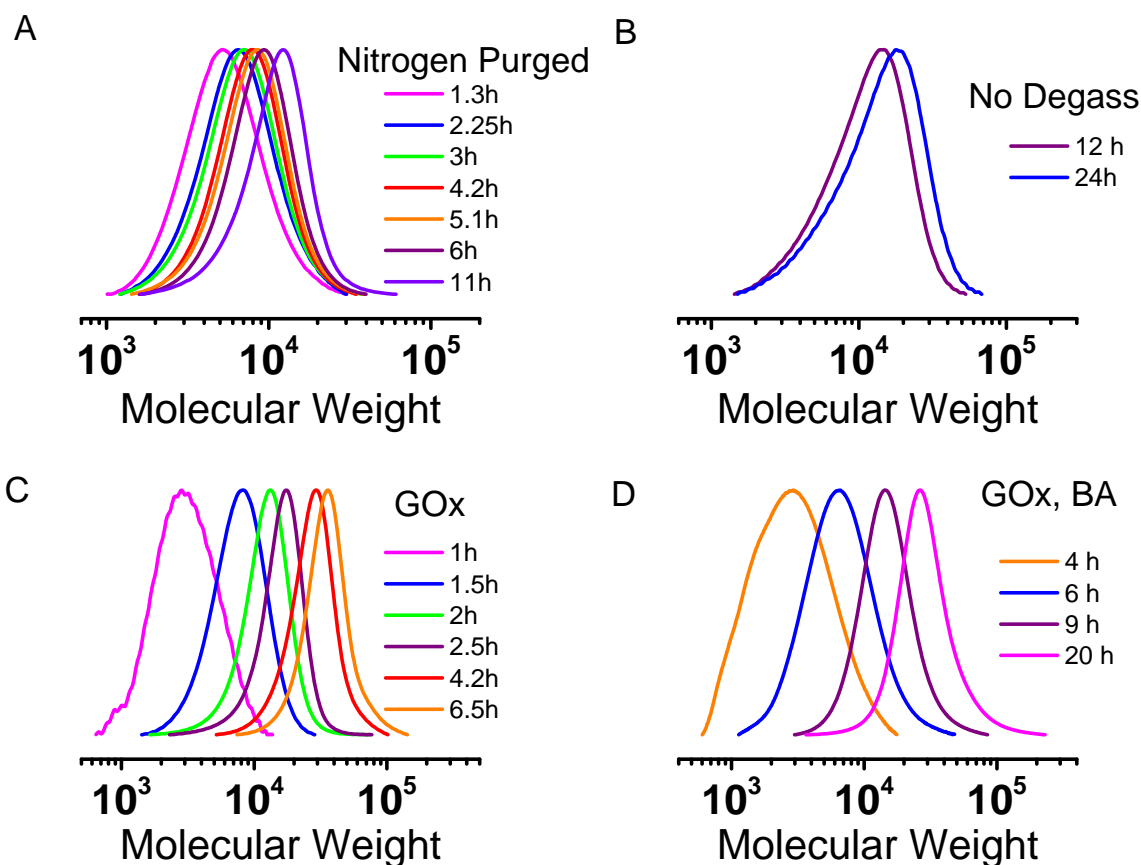 A
Nitrogen Purged
1.3h
2.25h
3h
4.2h
5.1h
6h
11h
10³ 10⁴ 10⁵
Molecular Weight
B
No Degass
12 h
24h
10³ 10⁴ 10⁵
Molecular Weight
C
GOx
1h
1.5h
2h
2.5h
4.2h
6.5h
10³ 10⁴ 10⁵
Molecular Weight
D
GOx, BA
4 h
6 h
9 h
20 h
10³ 10⁴ 10⁵
Molecular Weight